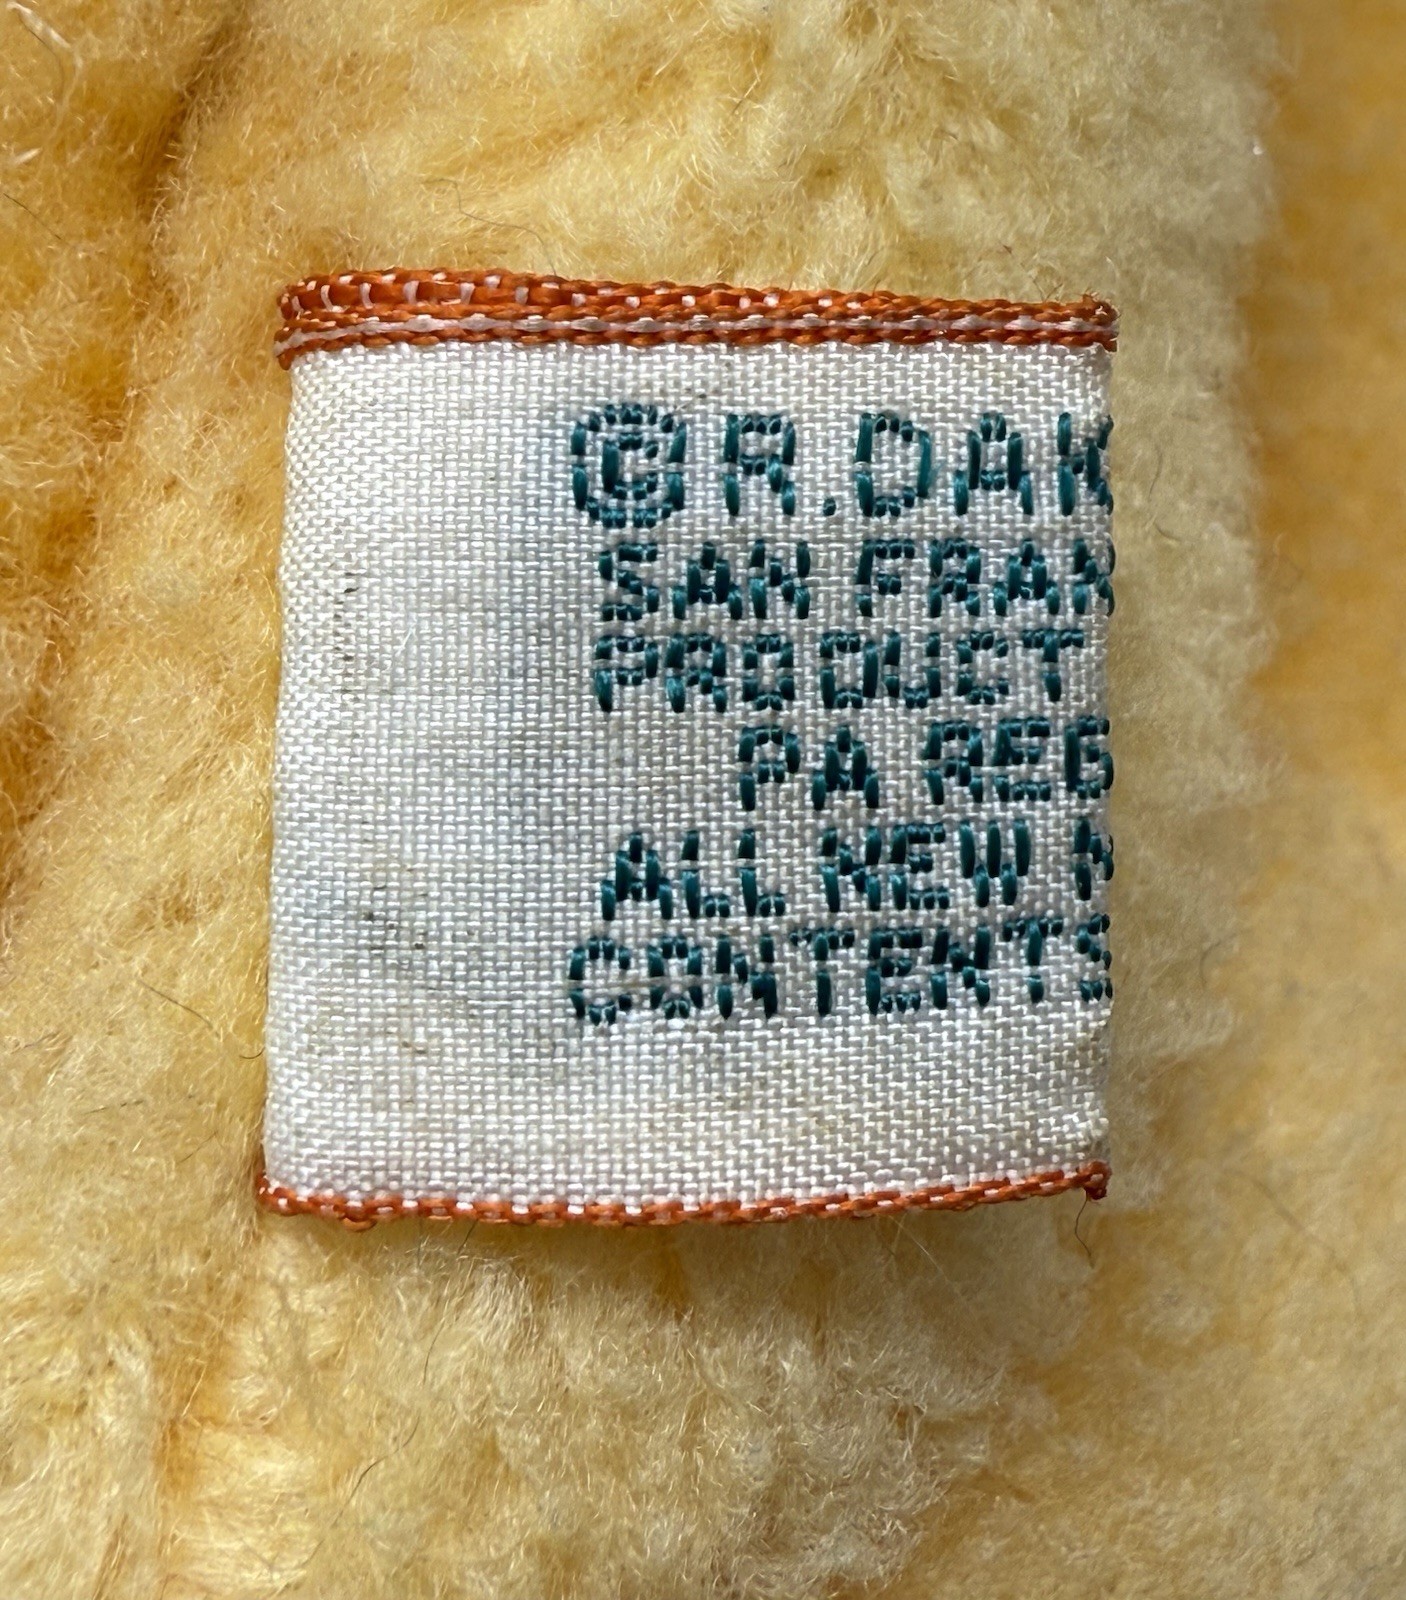 ©R.DAK
SAN FRAN
PRODUCT
PA REG
ALL NEW N
CONTENTS